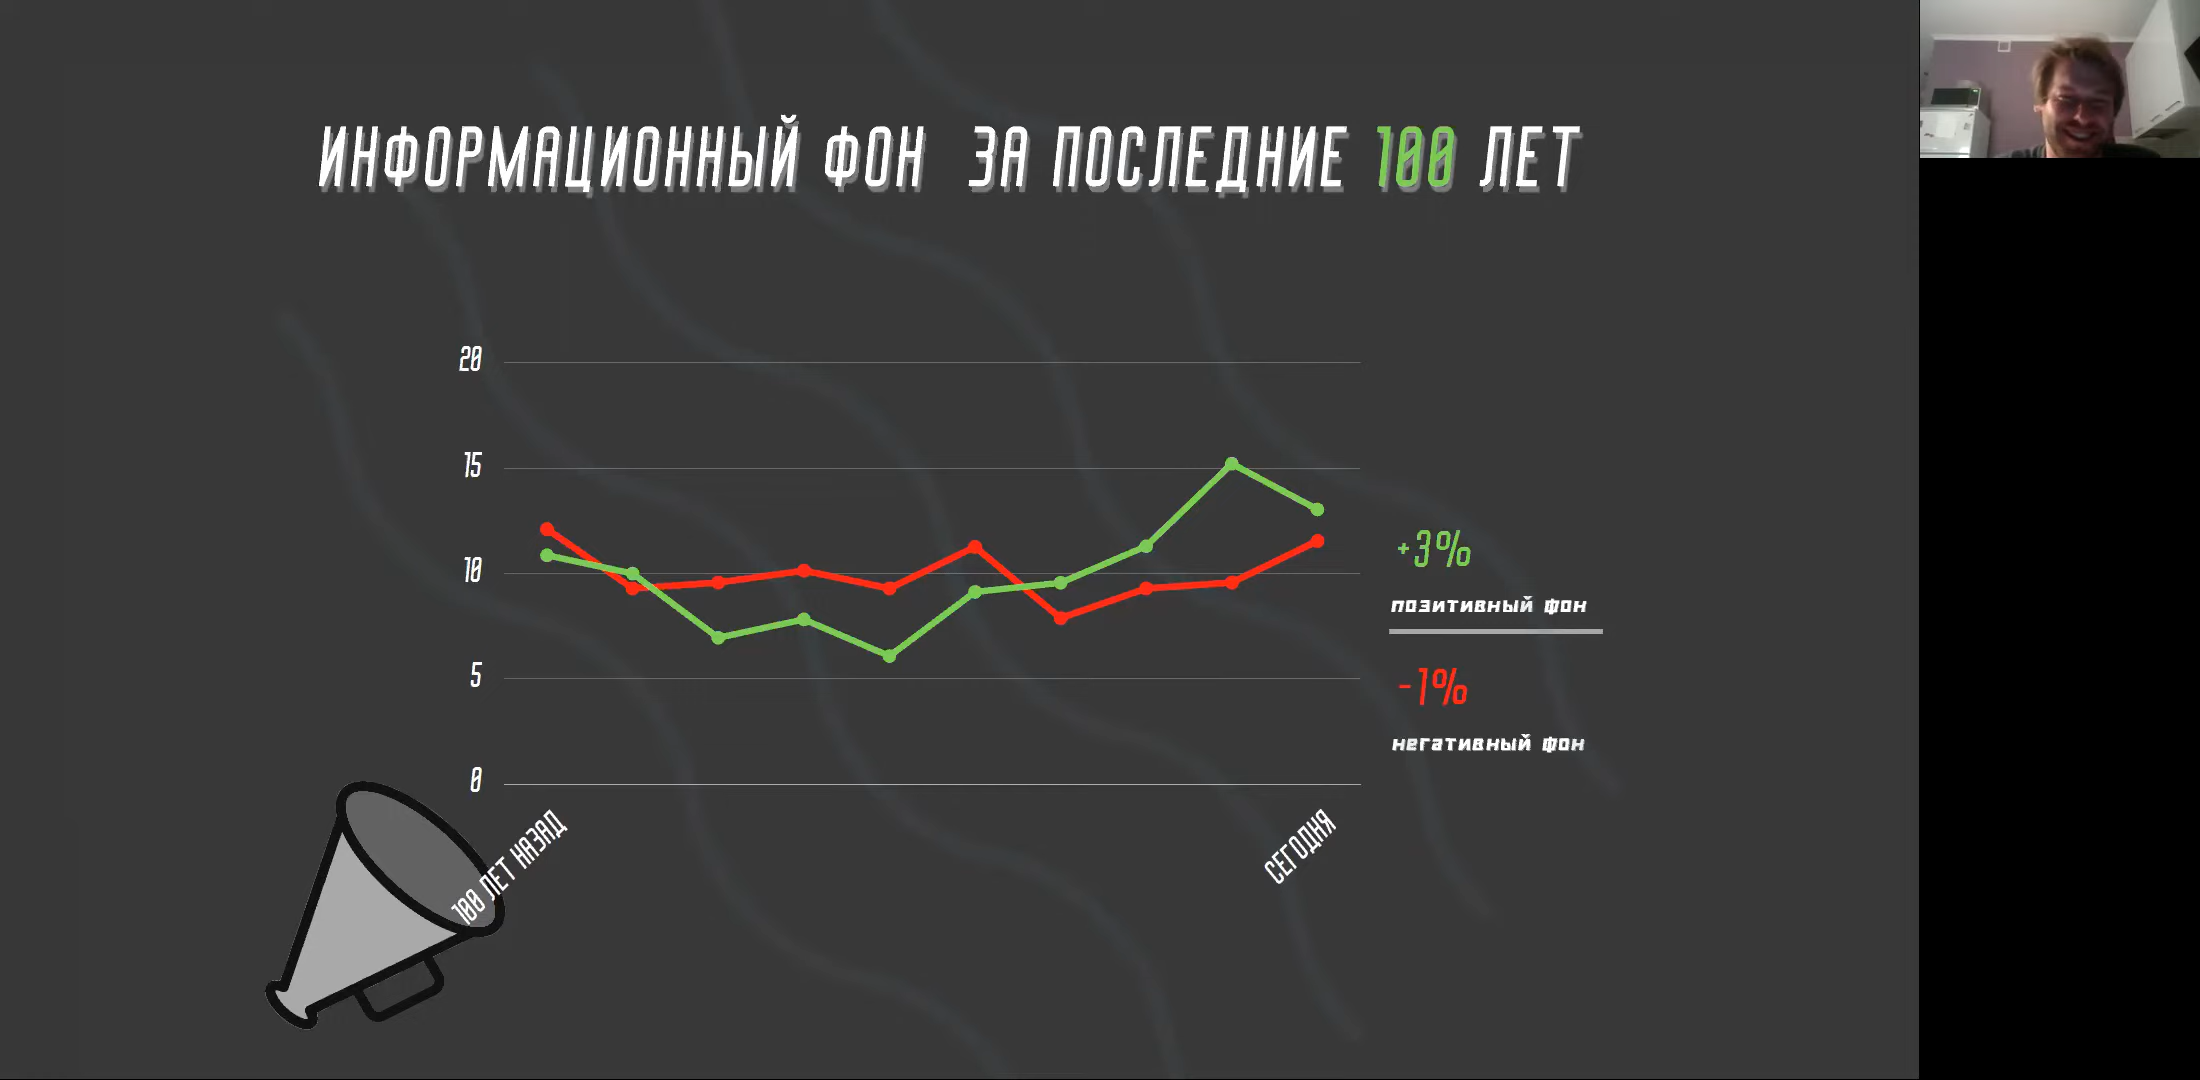 ИНФОРМАЦИОННЫЙ ФОН ЗА ПОСЛЕДНИЕ 100 ЛЕТ
20
15
10
5
0
100 ЛЕТ НАЗАД
СЕГОДНЯ
+3%
позитивный фон
-1%
негативный фон